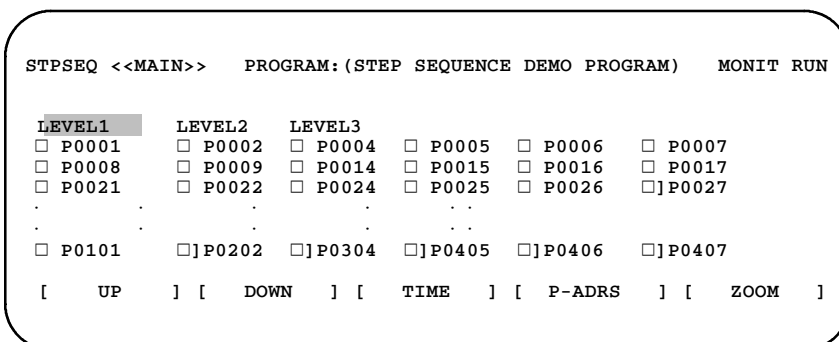 STPSEQ <<MAIN>> PROGRAM:(STEP SEQUENCE DEMO PROGRAM) MONIT RUN
LEVEL1 LEVEL2 LEVEL3
□ P0001 □ P0002 □ P0004 □ P0005 □ P0006 □ P0007
□ P0008 □ P0009 □ P0014 □ P0015 □ P0016 □ P0017
□ P0021 □ P0022 □ P0024 □ P0025 □ P0026 □]P0027
. . . . . .
. . . . . .
□ P0101 □]P0202 □]P0304 □]P0405 □]P0406 □]P0407
[ UP ] [ DOWN ] [ TIME ] [ P-ADRS ] [ ZOOM ]